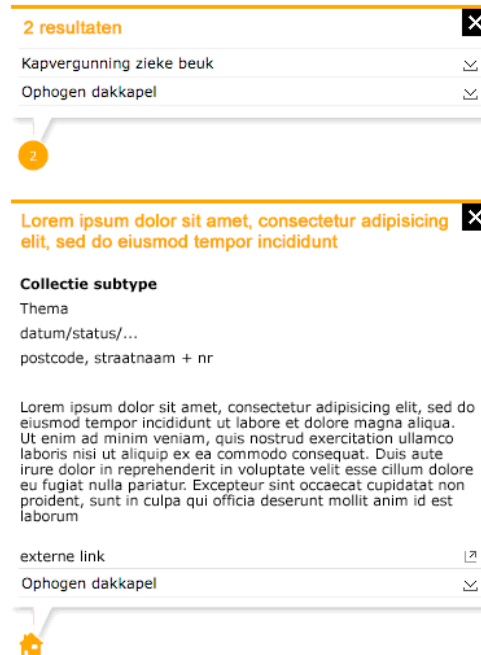 2 resultaten
Kapvergunning zieke beuk
Ophogen dakkapel
2
Lorem ipsum dolor sit amet, consectetur adipisicing
elit, sed do eiusmod tempor incididunt
Collectie subtype
Thema
datum/status/...
postcode, straatnaam + nr
Lorem ipsum dolor sit amet, consectetur adipisicing elit, sed do
eiusmod tempor incididunt ut labore et dolore magna aliqua.
Ut enim ad minim veniam, quis nostrud exercitation ullamco
laboris nisi ut aliquip ex ea commodo consequat. Duis aute
irure dolor in reprehenderit in voluptate velit esse cillum dolore
eu fugiat nulla pariatur. Excepteur sint occaecat cupidatat non
proident, sunt in culpa qui officia deserunt mollit anim id est
laborum
externe link
Ophogen dakkapel